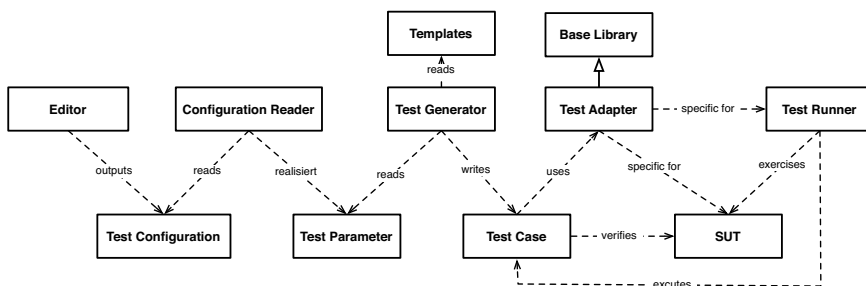 Templates
Base Library
reads
Editor
Configuration Reader
Test Generator
Test Adapter
specific for
Test Runner
outputs
reads
realisiert
reads
writes
uses
specific for
exercises
Test Configuration
Test Parameter
Test Case
verifies
SUT
excutes